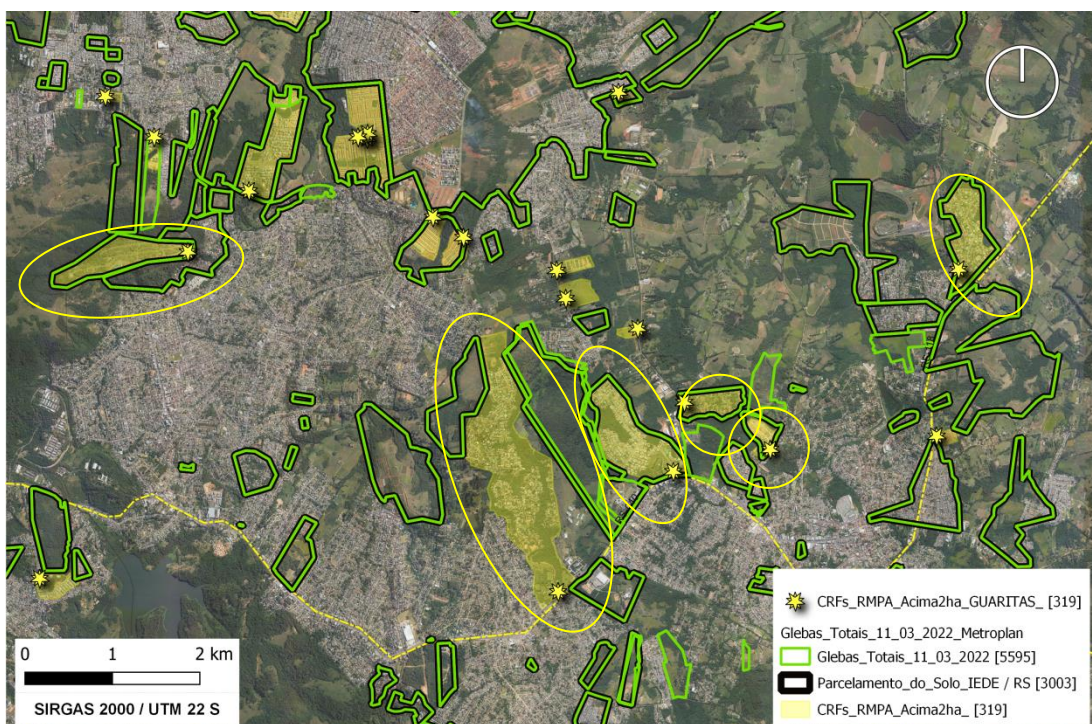 0 1 2 km
SIRGAS 2000 / UTM 22 S
CRFs_RMPA_Acima2ha_GUARITAS_ [319]
Glebas_Totais_11_03_2022_Metroplan
Glebas_Totais_11_03_2022 [5595]
Parcelamento_do_Solo_IEDE / RS [3003]
CRFs_RMPA_Acima2ha_ [319]